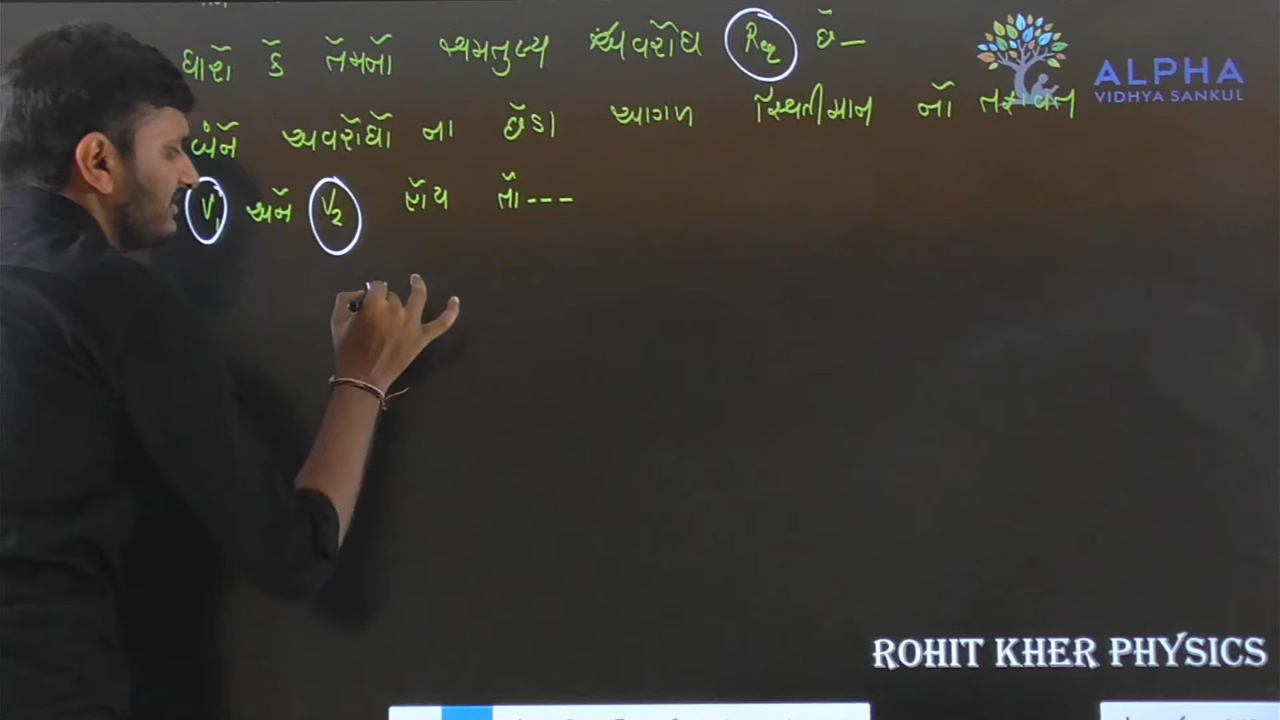 ધારો કે તેમનો સમતુલ્ય અવરોધ Req છે-
ALPHA
VIDHYA SANKUL
બંને અવરોધો ના છેડા આગળ સ્થિતીમાન નો તફાવત
V₁ અને V₂ હોય તો---
ROHIT KHER PHYSICS